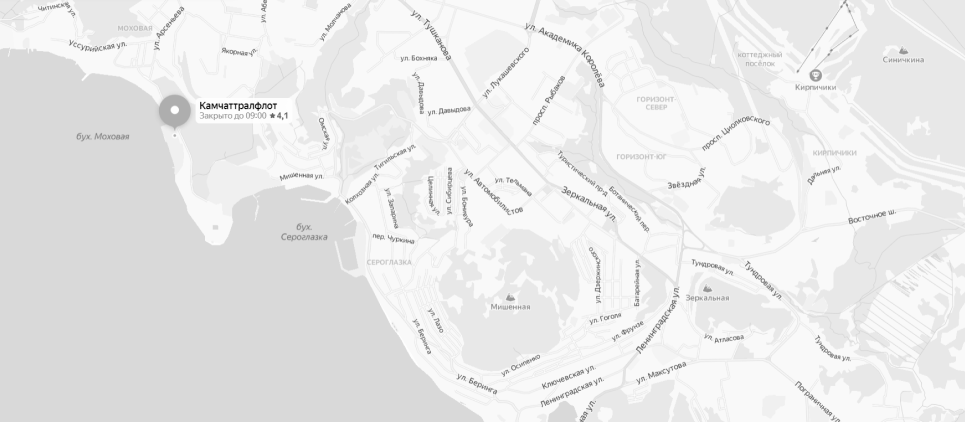 Читинская ул.
МОХОВАЯ
ул. Арсеньева
Уссурийская ул.
Якорная ул.
ул. Молчанова
ул. Тушканова
ул. Академика Королёва
ул. Бохняка
ул. Лукашевского
ул. Давыдова
ул. Давыдова
просп. Рыбаков
коттеджный
посёлок
Симичкина
Кирпичики
ГОРИЗОНТ-
СЕВЕР
просп. Циолковского
Камчаттралфлот
Закрыто до 09:00 ★ 4,1
бух. Моховая
Омская ул.
Тигильская ул.
ГОРИЗОНТ-ЮГ
КИРПИЧИКИ
Дальняя ул.
Мишенная ул.
Колхозная ул.
ул. Запарина
Целинная ул.
ул. Сибирцева
ул. Бонивура
ул. Автомобилистов
ул. Тельмана
Туристический пр-д
Ботанический пер.
Зеркальная ул.
Звёздная ул.
Восточное ш.
бух.
Сероглазка
пер. Чуркина
СЕРОГЛАЗКА
ул. Дзержинского
Батарейная ул.
Тундровая ул.
Тундровая ул.
Зеркальная
Мишенная
ул. Лазо
ул. Беринга
ул. Гоголя
ул. Фрунзе
Ленинградская ул.
ул. Атласова
Тундровая ул.
ул. Осипенко
ул. Беринга
Ключевская ул.
Ленинградская ул.
ул. Максутова
Пограничная ул.